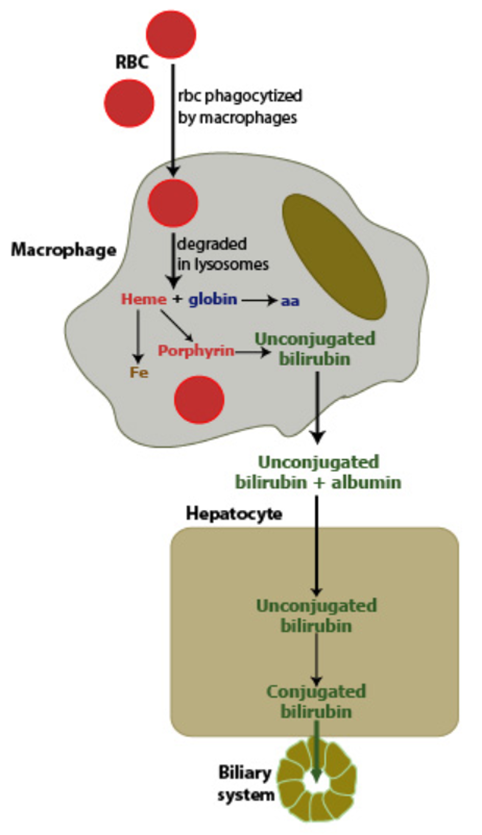 RBC
rbc phagocytized
by macrophages
Macrophage
degraded
in lysosomes
Heme + globin aa
Porphyrin
Unconjugated
bilirubin
Fe
Unconjugated
bilirubin + albumin
Hepatocyte
Unconjugated
bilirubin
Conjugated
bilirubin
Biliary
system